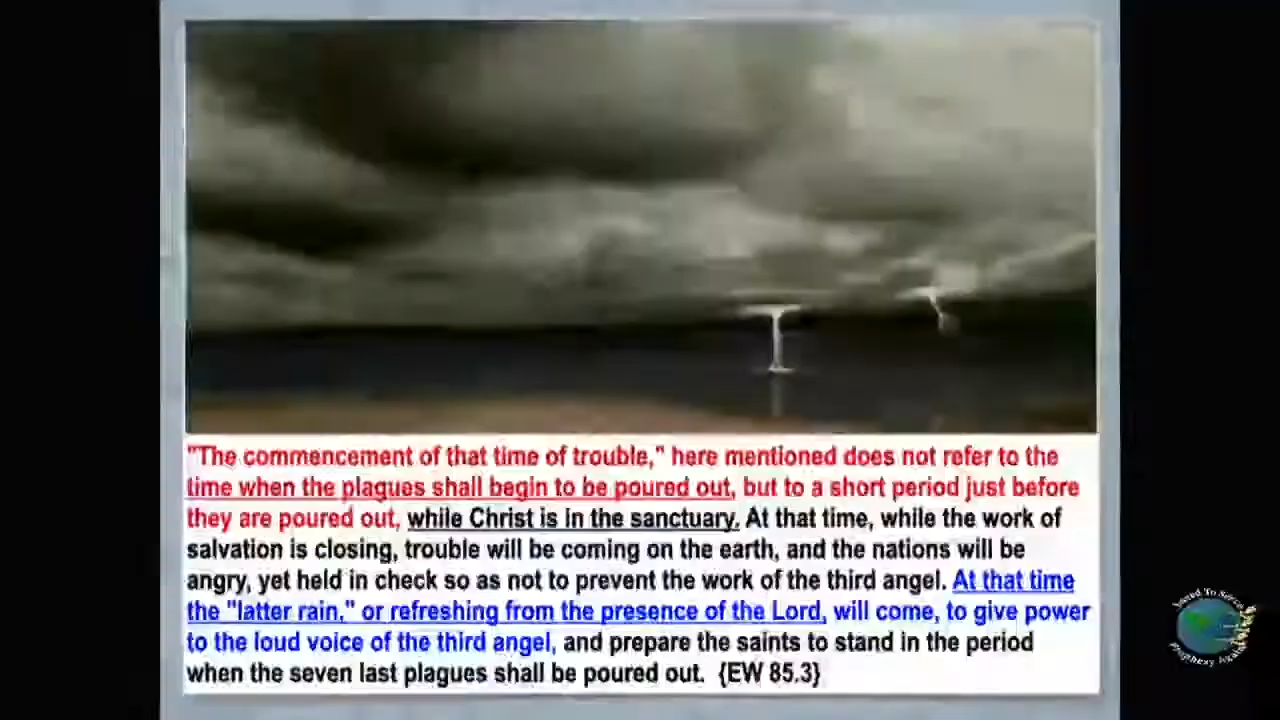 "The commencement of that time of trouble," here mentioned does not refer to the
time when the plagues shall begin to be poured out, but to a short period just before
they are poured out, while Christ is in the sanctuary. At that time, while the work of
salvation is closing, trouble will be coming on the earth, and the nations will be
angry, yet held in check so as not to prevent the work of the third angel. At that time
the "latter rain," or refreshing from the presence of the Lord, will come, to give power
to the loud voice of the third angel, and prepare the saints to stand in the period
when the seven last plagues shall be poured out. {EW 85.3}
To Serve
Prophecy